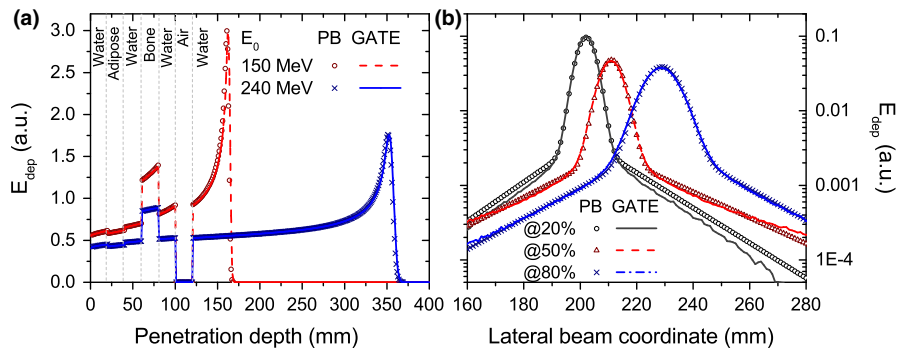 (a)
Water
Adipose
Water
Bone
Water
Air
Water
E0 PB GATE
150 MeV
240 MeV
3.0
2.5
2.0
1.5
1.0
0.5
0.0
Edep (a.u.)
0 50 100 150 200 250 300 350 400
Penetration depth (mm)
(b)
PB GATE
@20%
@50%
@80%
0.1
0.01
0.001
1E-4
Edep (a.u.)
160 180 200 220 240 260 280
Lateral beam coordinate (mm)